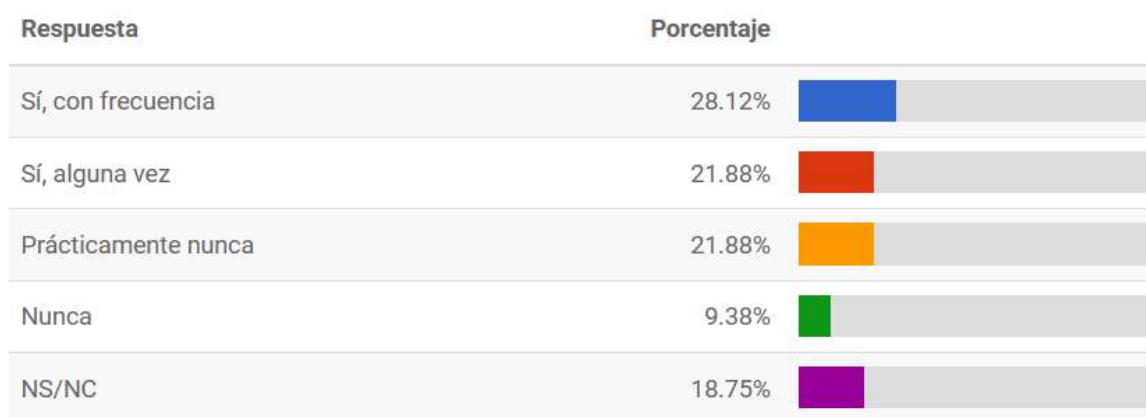 Respuesta Porcentaje
Sí, con frecuencia 28.12%
Sí, alguna vez 21.88%
Prácticamente nunca 21.88%
Nunca 9.38%
NS/NC 18.75%